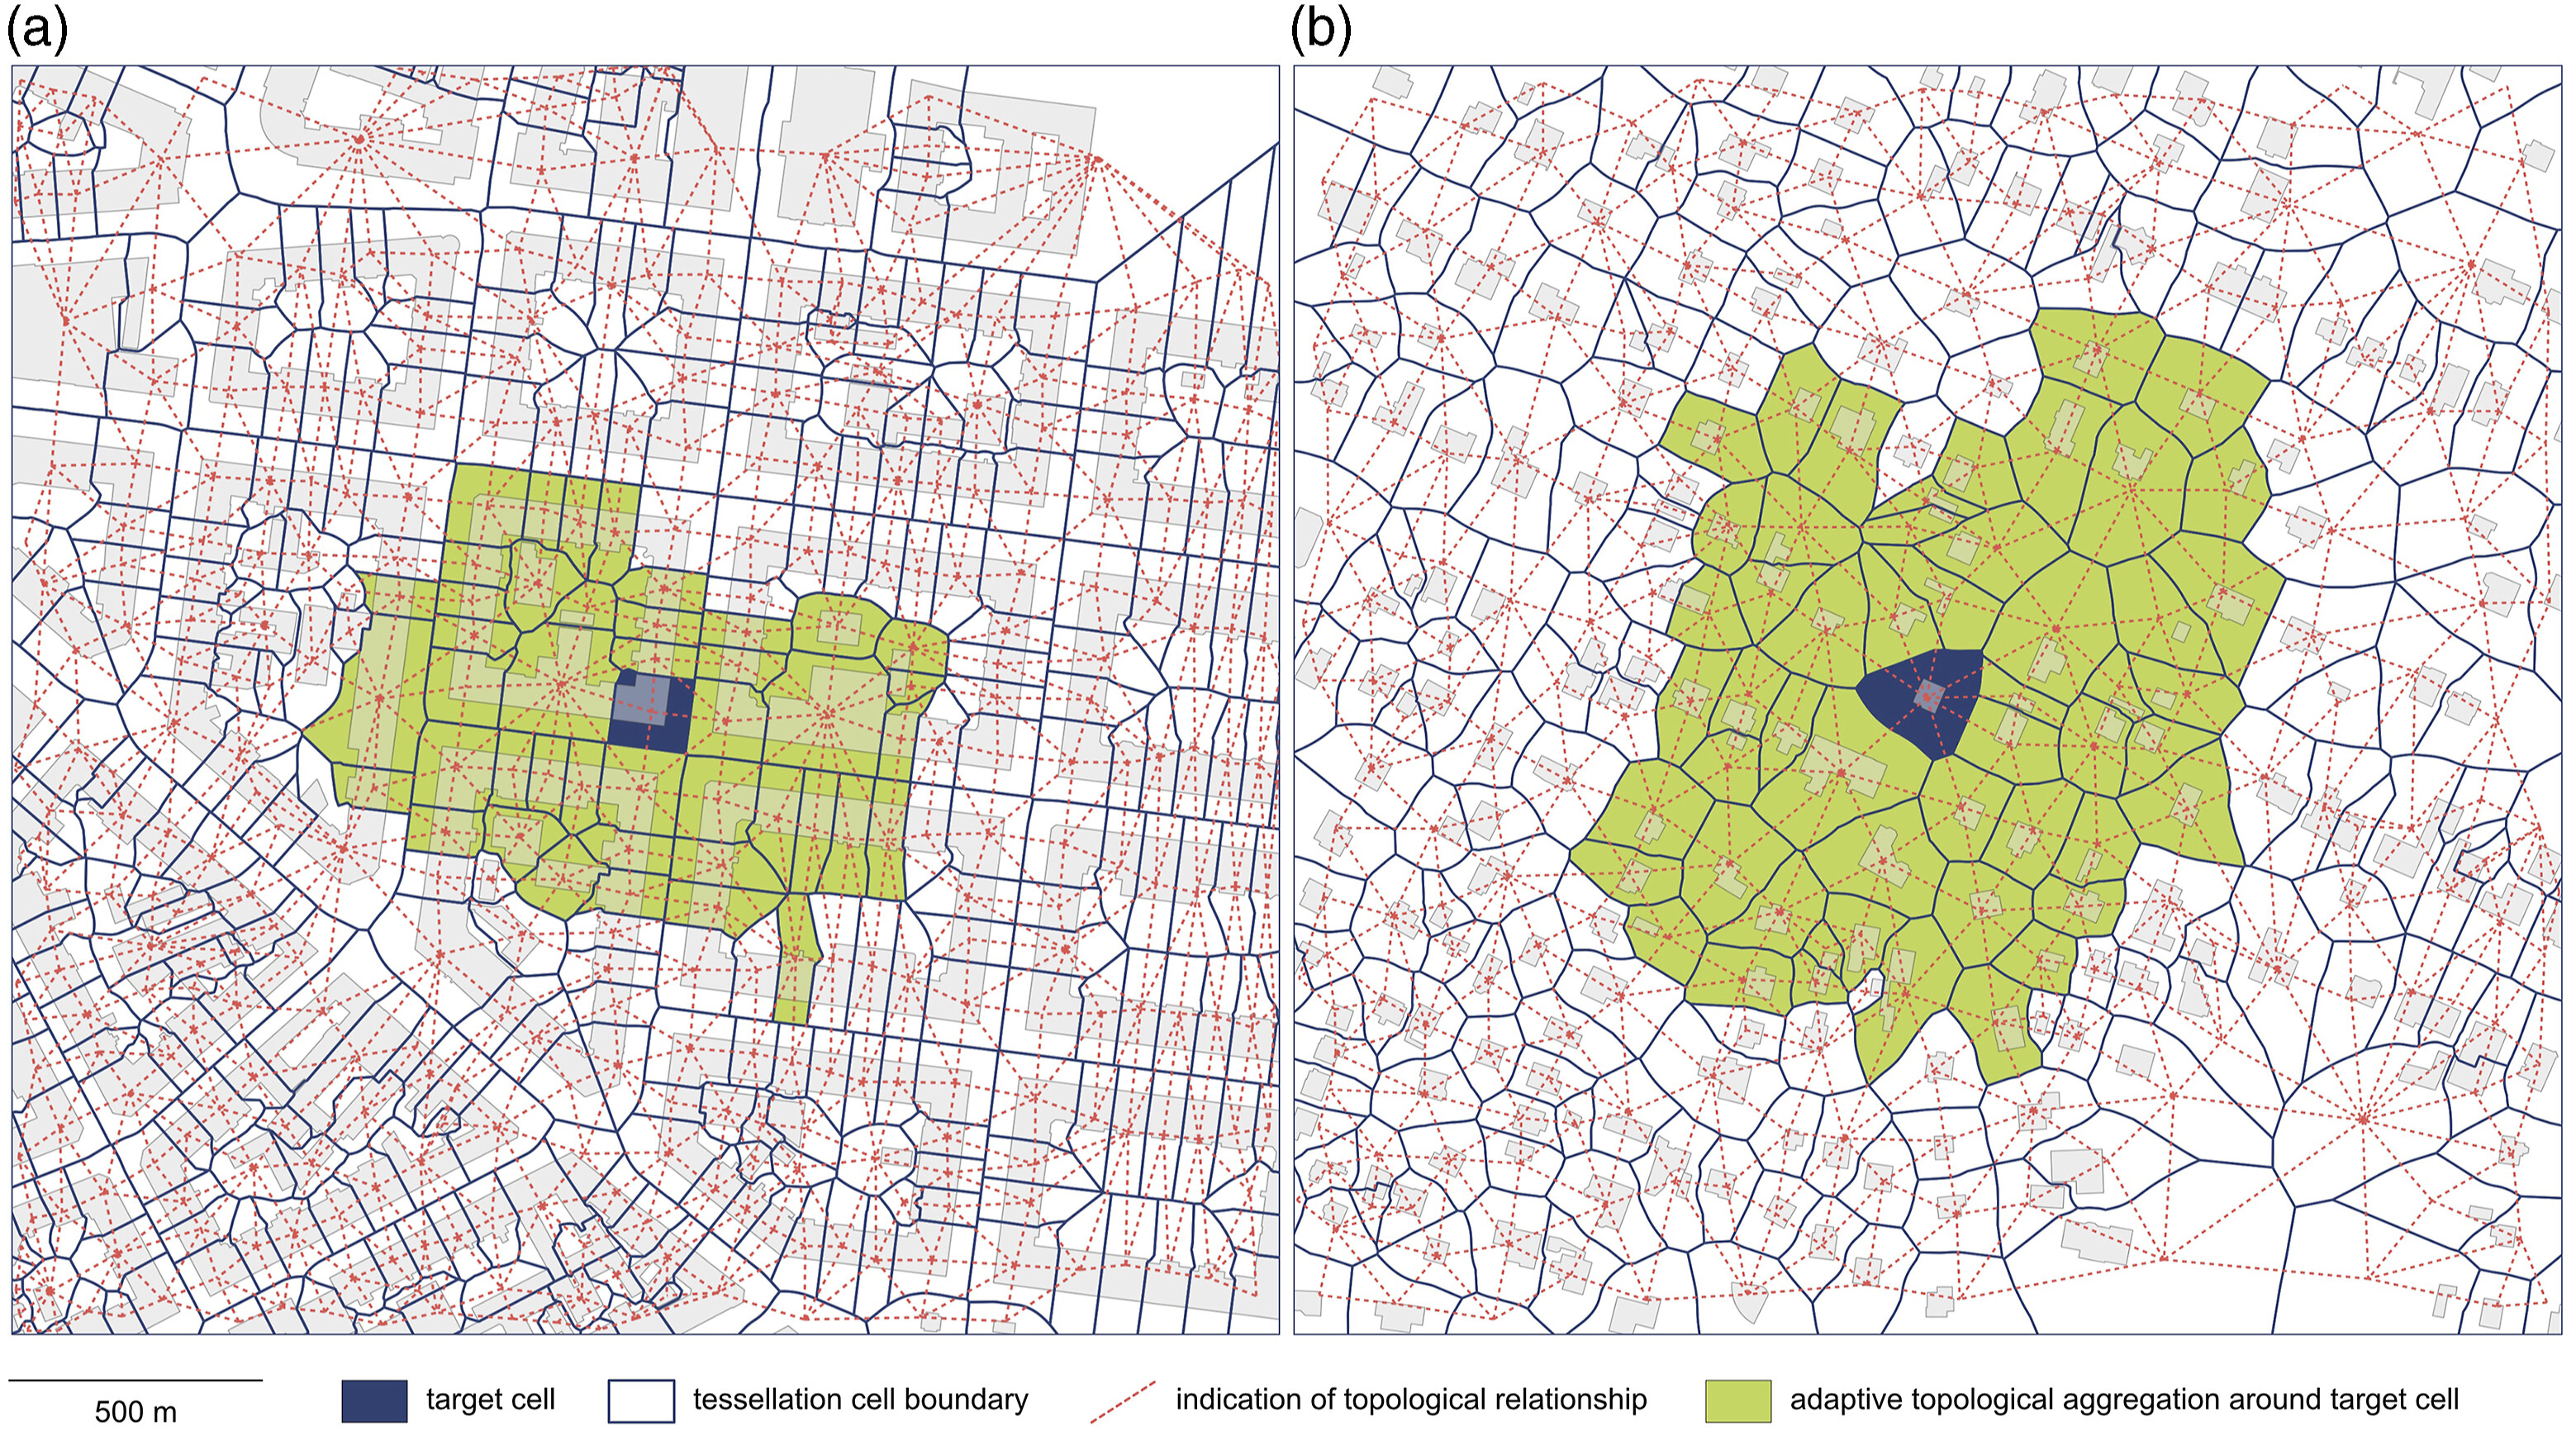 (a)
(b)
500 m
target cell
tessellation cell boundary
indication of topological relationship
adaptive topological aggregation around target cell